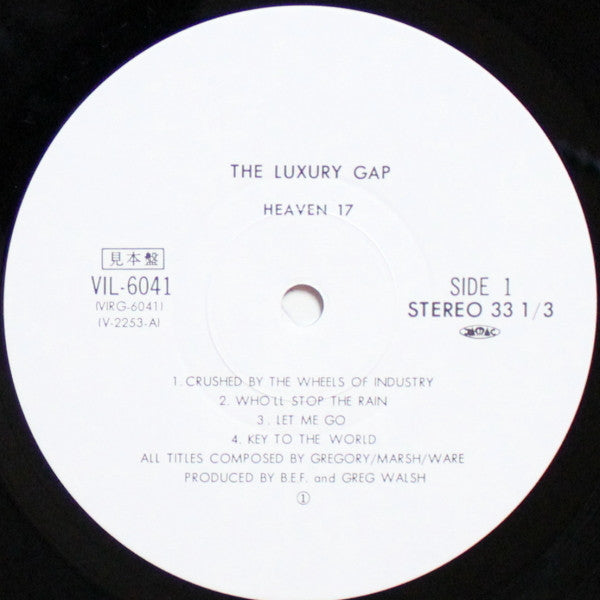 THE LUXURY GAP
HEAVEN 17
見本盤
VIL-6041
(VIRG-6041)
(V-2253-A)
SIDE 1
STEREO 33 1/3
1. CRUSHED BY THE WHEELS OF INDUSTRY
2. WHO'LL STOP THE RAIN
3. LET ME GO
4. KEY TO THE WORLD
ALL TITLES COMPOSED BY GREGORY/MARSH/WARE
PRODUCED BY B.E.F. and GREG WALSH
①